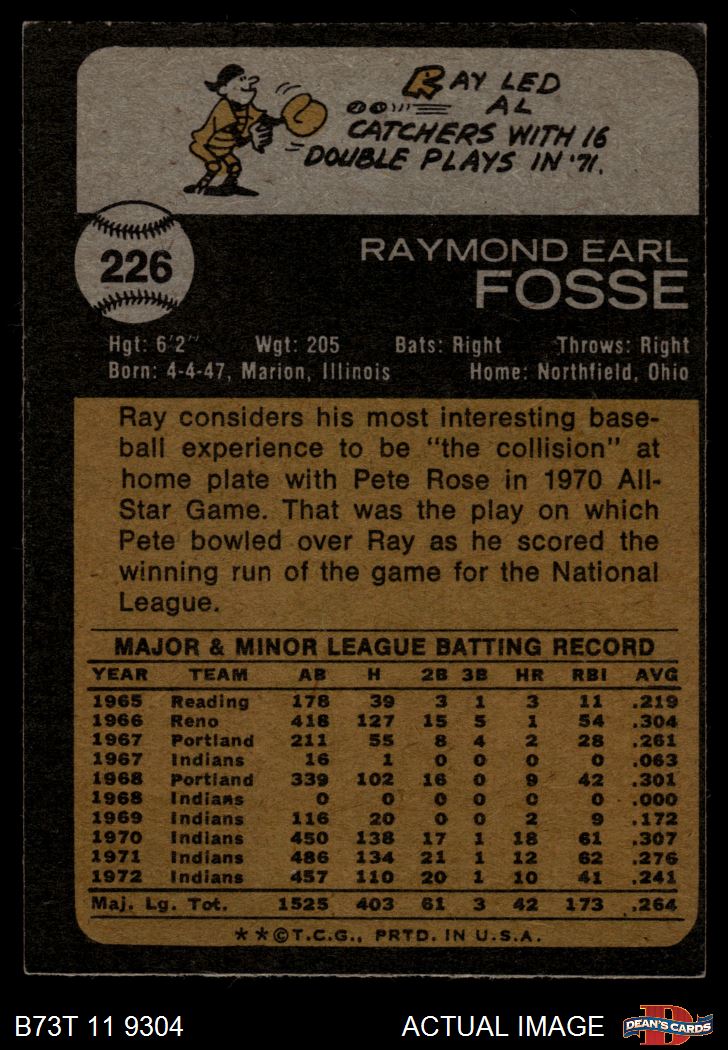 RAY LED
AL
CATCHERS WITH 16
DOUBLE PLAYS IN '71.
226
RAYMOND EARL
FOSSE
Hgt: 6'2" Wgt: 205 Bats: Right Throws: Right
Born: 4-4-47, Marion, Illinois Home: Northfield, Ohio
Ray considers his most interesting base-
ball experience to be "the collision" at
home plate with Pete Rose in 1970 All-
Star Game. That was the play on which
Pete bowled over Ray as he scored the
winning run of the game for the National
League.
MAJOR & MINOR LEAGUE BATTING RECORD
YEAR TEAM AB H 2B 3B HR RBI AVG
1965 Reading 178 39 3 1 3 11 .219
1966 Reno 418 127 15 5 1 54 .304
1967 Portland 211 55 8 4 2 28 .261
1967 Indians 16 1 0 0 0 0 .063
1968 Portland 339 102 16 0 9 42 .301
1968 Indians 0 0 0 0 0 0 .000
1969 Indians 116 20 0 0 2 9 .172
1970 Indians 450 138 17 1 18 61 .307
1971 Indians 486 134 21 1 12 62 .276
1972 Indians 457 110 20 1 10 41 .241
Maj. Lg. Tot. 1525 403 61 3 42 173 .264
**©T.C.G., PRTD. IN U.S.A.
B73T 11 9304 ACTUAL IMAGE D DEAN'S CARDS